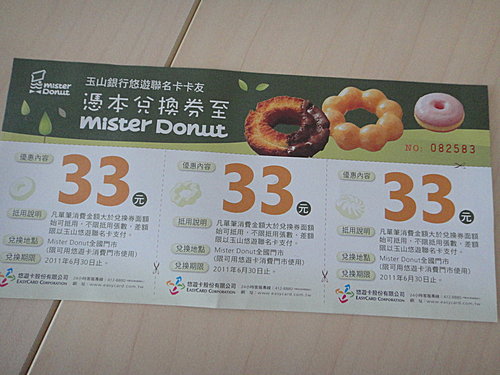 mister Donut
玉山銀行悠遊聯名卡卡友
憑本兌換券至
mister Donut
NO: 082583
優惠內容
33元
抵用說明
凡單筆消費金額大於兌換券面額
始可抵用,不限抵用張數,差額
限以玉山悠遊聯名卡支付。
兌換地點
Mister Donut全國門市
(限可用悠遊卡消費門市使用)
兌換期限
2011年6月30日止。
悠遊卡股份有限公司
EASYCARD CORPORATION
優惠內容
33元
抵用說明
凡單筆消費金額大於兌換券面額
始可抵用,不限抵用張數,差額
限以玉山悠遊聯名卡支付。
兌換地點
Mister Donut全國門市
(限可用悠遊卡消費門市使用)
兌換期限
2011年6月30日止。
悠遊卡股份有限公司
EASYCARD CORPORATION
優惠內容
33元
抵用說明
凡單筆消費金額大於兌換券面額
始可抵用,不限抵用張數,差額
限以玉山悠遊聯名卡支付。
兌換地點
Mister Donut全國門市
(限可用悠遊卡消費門市使用)
兌換期限
2011年6月30日止。
悠遊卡股份有限公司
EASYCARD CORPORATION